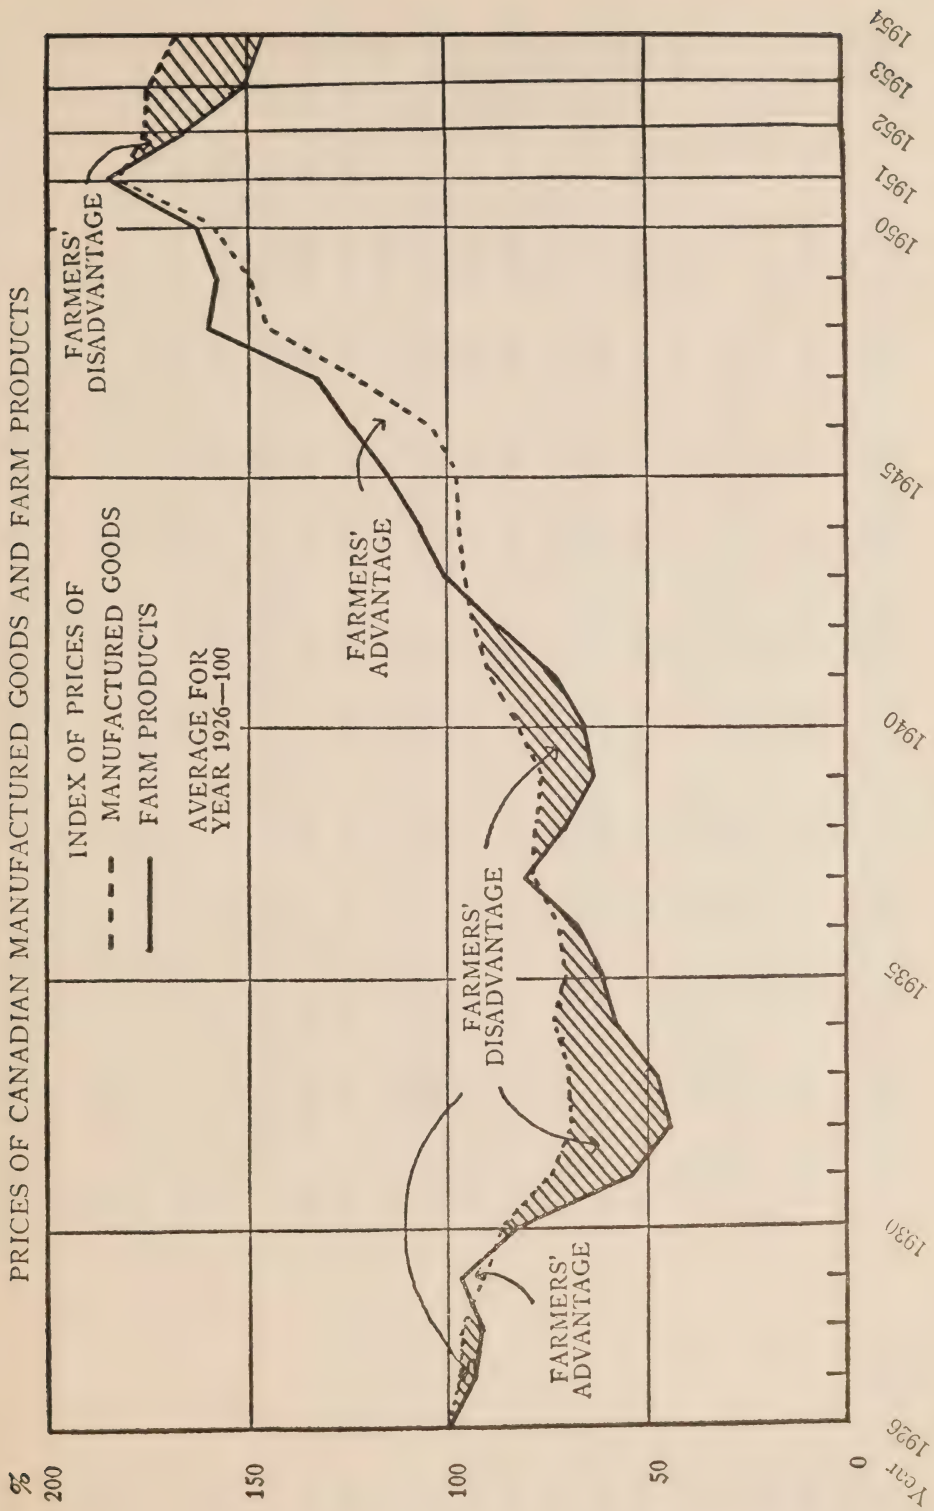 PRICES OF CANADIAN MANUFACTURED GOODS AND FARM PRODUCTS
%
200
150
100
50
0
INDEX OF PRICES OF
MANUFACTURED GOODS
FARM PRODUCTS
AVERAGE FOR
YEAR 1926—100
FARMERS'
DISADVANTAGE
FARMERS'
ADVANTAGE
FARMERS'
DISADVANTAGE
FARMERS'
ADVANTAGE
Year
1926
1930
1935
1940
1945
1950
1951
1952
1953
1954